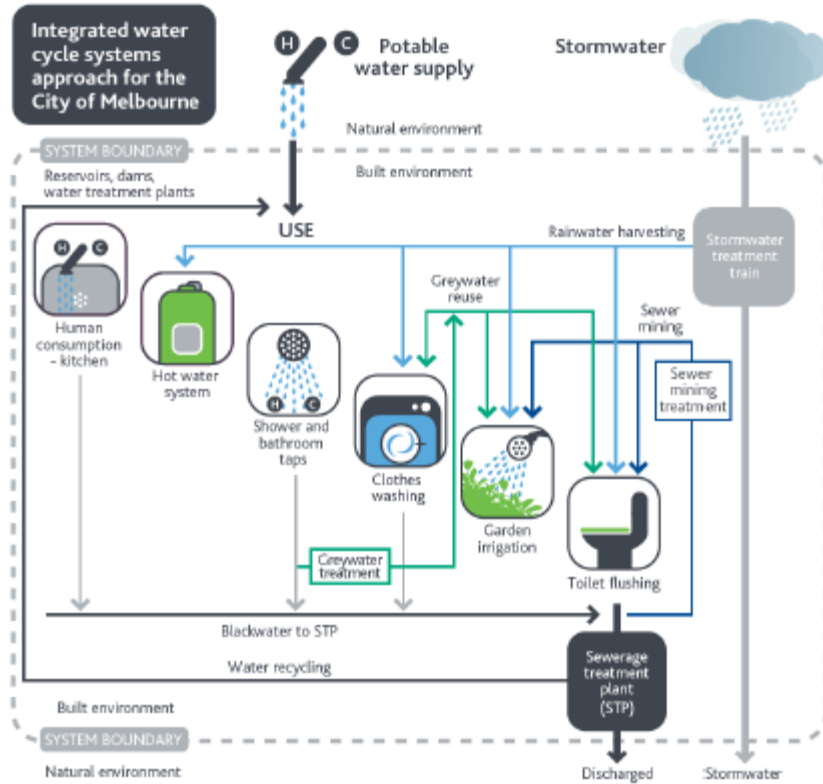 Integrated water
cycle systems
approach for the
City of Melbourne
H
C
Potable
water supply
Stormwater
Natural environment
SYSTEM BOUNDARY
Reservoirs, dams,
water treatment plants
Built environment
USE
Rainwater harvesting
Stormwater
treatment
train
H
C
Human
consumption
- kitchen
Hot water
system
Greywater
reuse
Sewer
mining
Sewer
mining
treatment
H
C
Shower and
bathroom
taps
Clothes
washing
Garden
irrigation
Toilet flushing
Greywater
treatment
Blackwater to STP
Water recycling
Sewerage
treatment
plant
(STP)
Built environment
SYSTEM BOUNDARY
Natural environment
Discharged
Stormwater